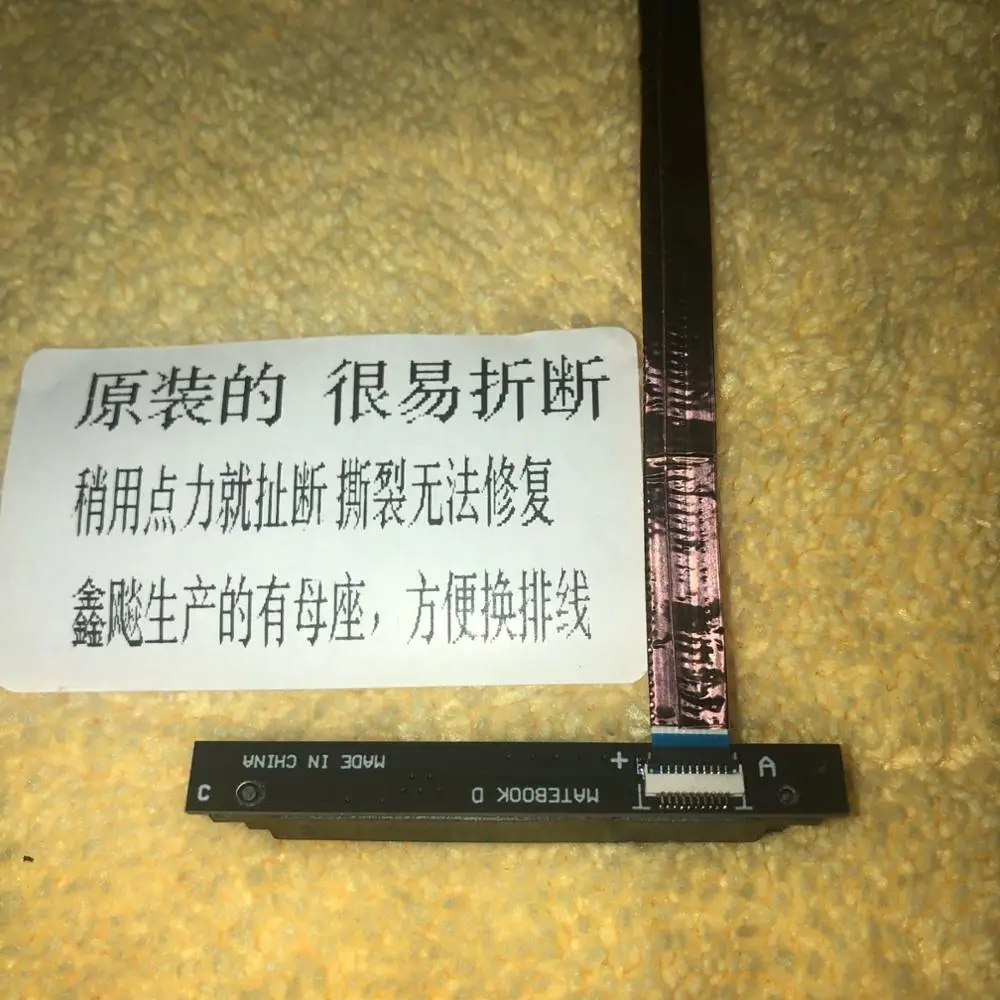 原装的 很易折断
稍用点力就扯断 撕裂无法修复
鑫飚生产的有母座，方便换排线
MADE IN CHINA
+
A
C
MATEBOOK D